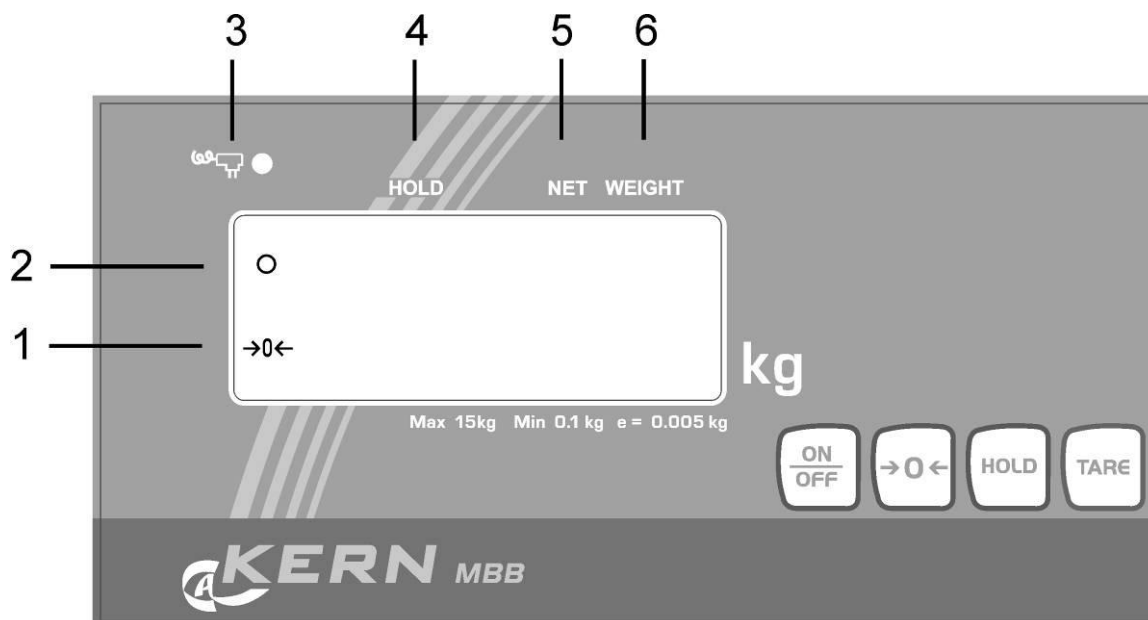 3 4 5 6
HOLD NET WEIGHT
2
1 →0←
kg
Max 15kg Min 0.1 kg e = 0.005 kg
ON
OFF
→0←
HOLD
TARE
KERN MBB